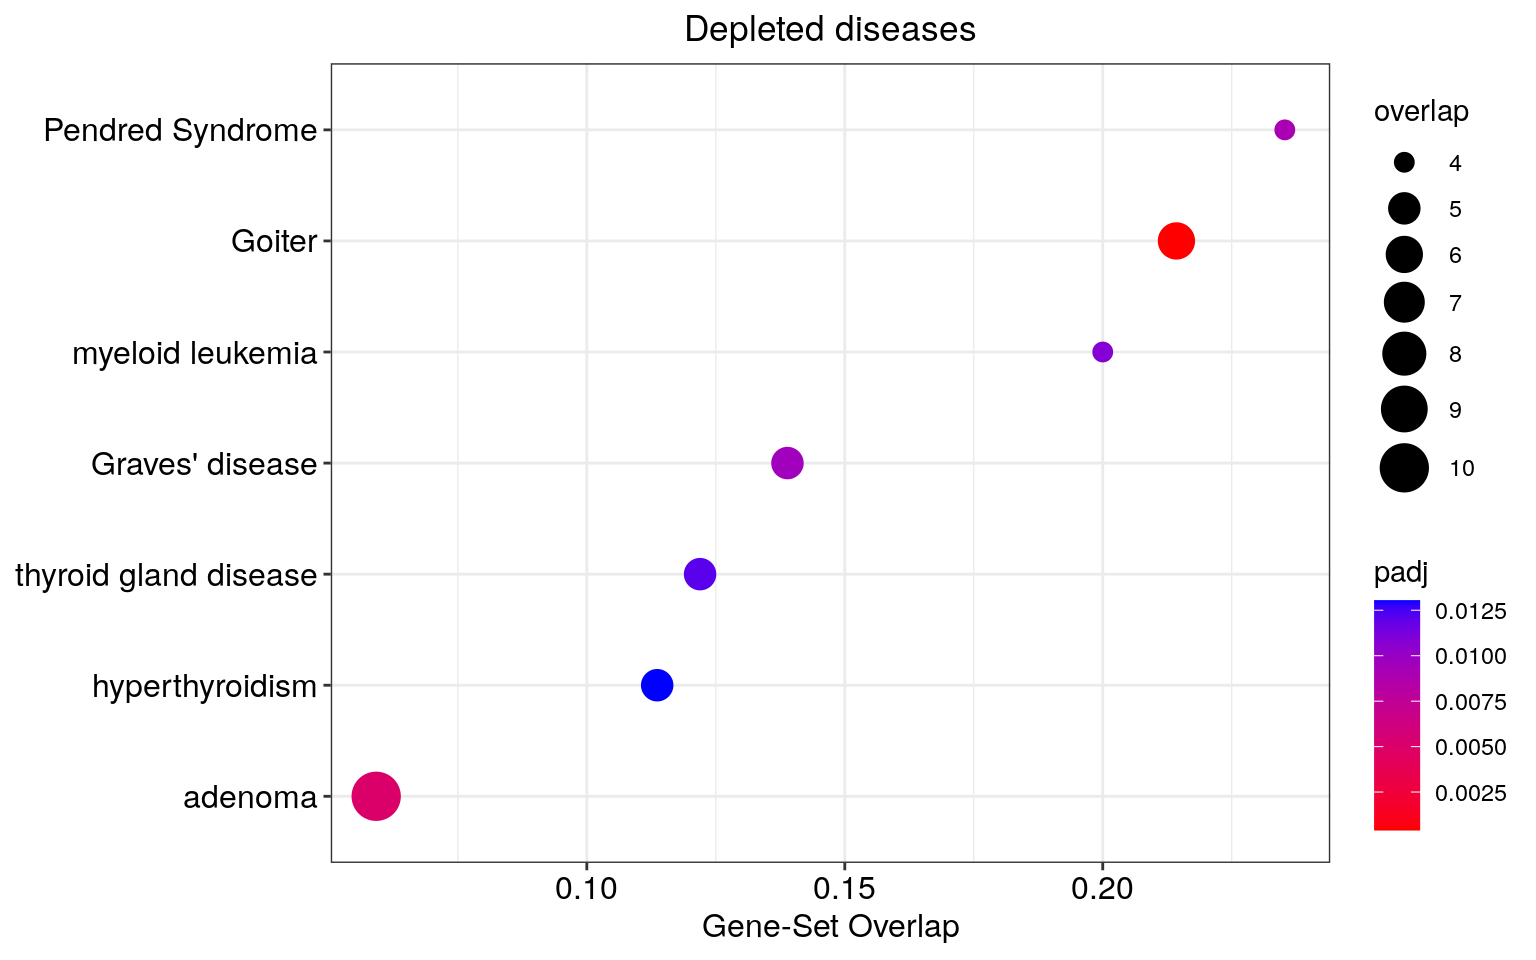 Depleted diseases
Pendred Syndrome
Goiter
myeloid leukemia
Graves' disease
thyroid gland disease
hyperthyroidism
adenoma
0.10
0.15
0.20
Gene-Set Overlap
overlap
4
5
6
7
8
9
10
padj
0.0125
0.0100
0.0075
0.0050
0.0025